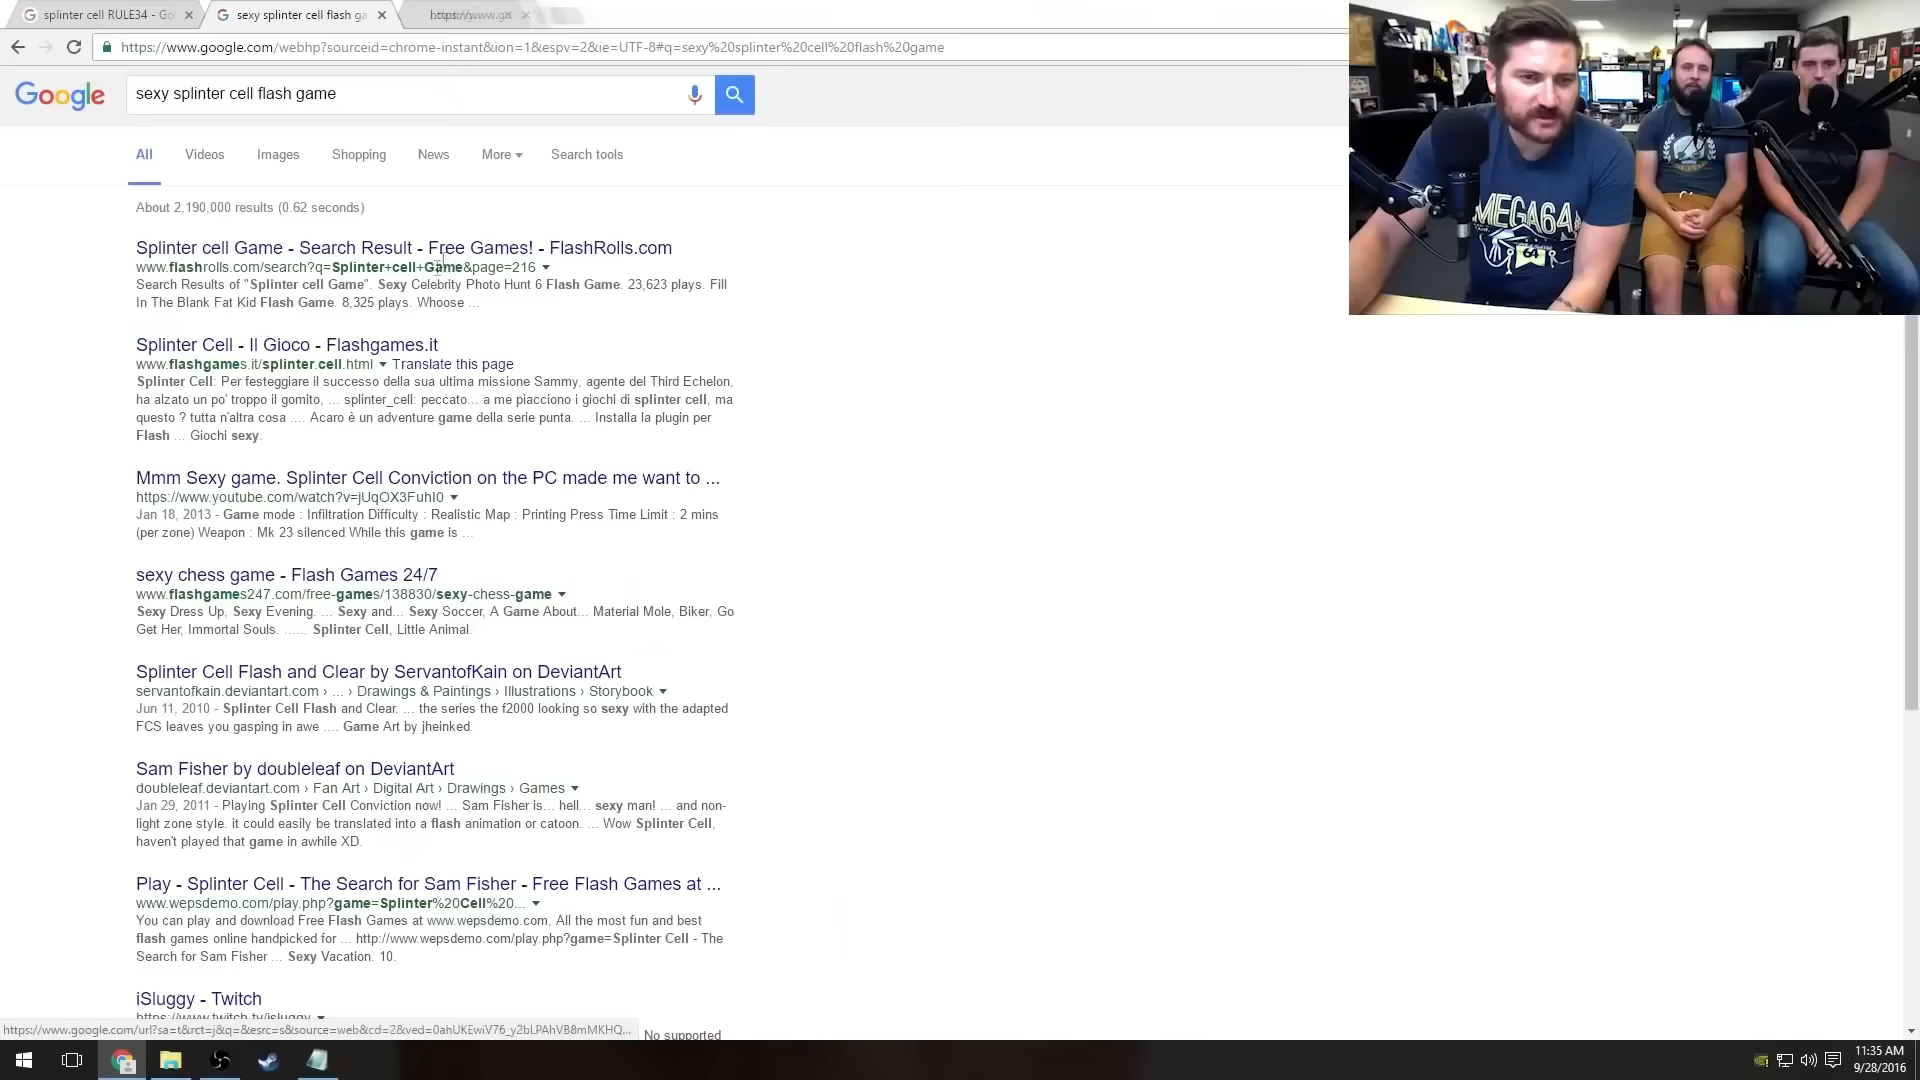 splinter cell RULE34 - Go
sexy splinter cell flash ga
https://www.google.com/webhp?sourceid=chrome-instant&ion=1&espv=2&ie=UTF-8#q=sexy%20splinter%20cell%20flash%20game
Google
sexy splinter cell flash game
All Videos Images Shopping News More Search tools
About 2,190,000 results (0.62 seconds)
Splinter cell Game - Search Result - Free Games! - FlashRolls.com
www.flashrolls.com/search?q=Splinter+cell+Game&page=216
Search Results of "Splinter cell Game". Sexy Celebrity Photo Hunt 6 Flash Game. 23,623 plays. Fill
In The Blank Fat Kid Flash Game. 8,325 plays. Whoose ...
Splinter Cell - Il Gioco - Flashgames.it
www.flashgames.it/splinter.cell.html Translate this page
Splinter Cell: Per festeggiare il successo della sua ultima missione Sammy, agente del Third Echelon,
ha alzato un po' troppo il gomito, ... splinter_cell: peccato... a me piacciono i giochi di splinter cell, ma
questo ? tutta n'altra cosa .... Acaro è un adventure game della serie punta. ... Installa la plugin per
Flash ... Giochi sexy.
Mmm Sexy game. Splinter Cell Conviction on the PC made me want to ...
https://www.youtube.com/watch?v=jUqOX3FuhI0
Jan 18, 2013 - Game mode : Infiltration Difficulty : Realistic Map : Printing Press Time Limit : 2 mins
(per zone) Weapon : Mk 23 silenced While this game is ...
sexy chess game - Flash Games 24/7
www.flashgames247.com/free-games/138830/sexy-chess-game
Sexy Dress Up, Sexy Evening. ... Sexy and... Sexy Soccer, A Game About... Material Mole, Biker, Go
Get Her, Immortal Souls. ...... Splinter Cell, Little Animal.
Splinter Cell Flash and Clear by ServantofKain on DeviantArt
servantofkain.deviantart.com › ... › Drawings & Paintings › Illustrations › Storybook
Jun 11, 2010 - Splinter Cell Flash and Clear. ... the series the f2000 looking so sexy with the adapted
FCS leaves you gasping in awe .... Game Art by jheinked.
Sam Fisher by doubleleaf on DeviantArt
doubleleaf.deviantart.com › Fan Art › Digital Art › Drawings › Games
Jan 29, 2011 - Playing Splinter Cell Conviction now! ... Sam Fisher is... hell... sexy man! ... and non-
light zone style. it could easily be translated into a flash animation or catoon. ... Wow Splinter Cell,
haven't played that game in awhile XD.
Play - Splinter Cell - The Search for Sam Fisher - Free Flash Games at ...
www.wepsdemo.com/play.php?game=Splinter%20Cell%20...
You can play and download Free Flash Games at www.wepsdemo.com, All the most fun and best
flash games online handpicked for ... http://www.wepsdemo.com/play.php?game=Splinter Cell - The
Search for Sam Fisher ... Sexy Vacation. 10.
iSluggy - Twitch
https://www.twitch.tv/isluggy
https://www.google.com/url?sa=t&rct=j&q=&esrc=s&source=web&cd=2&ved=0ahUKEwiV76_y2bLPAhVB8mMKHQ...
No supported
MEGA64
64
11:35 AM
9/28/2016